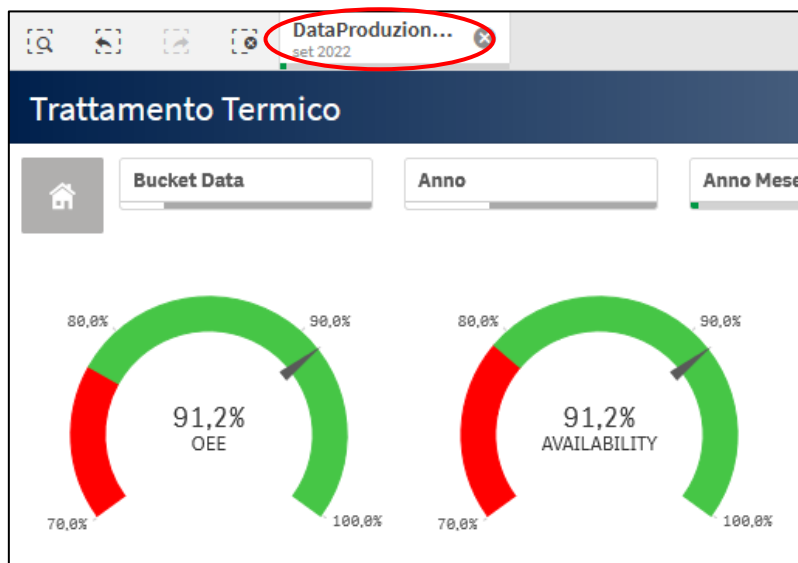 DataProduzion...
set 2022
Trattamento Termico
Bucket Data
Anno
Anno Mese
80,0%
90,0%
91,2%
OEE
70,0%
100,0%
80,0%
90,0%
91,2%
AVAILABILITY
70,0%
100,0%